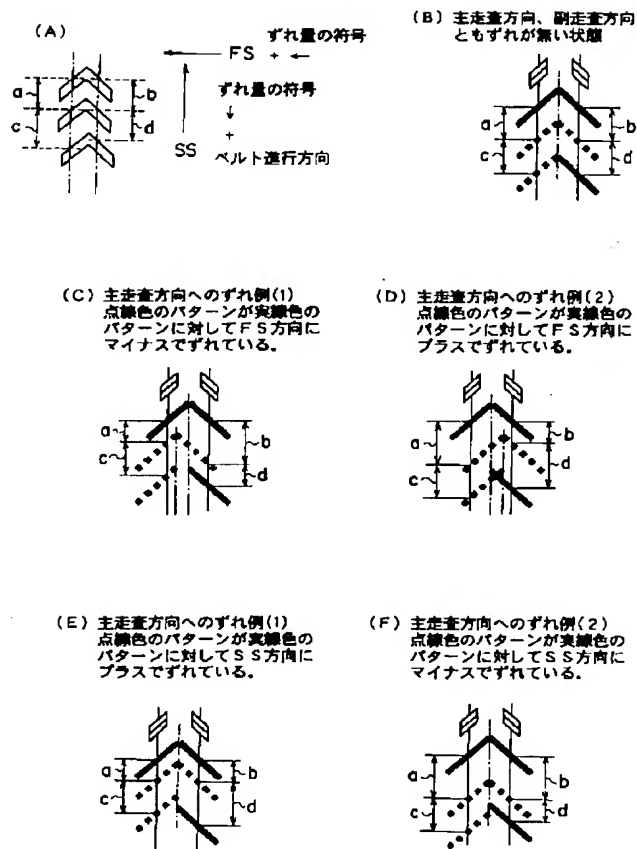 (A)
a
c
b
d
FS + ← ずれ量の符号
ずれ量の符号
↓
+
SS
ベルト進行方向
(B) 主走査方向、副走査方向
ともずれが無い状態
a
c
b
d
(C) 主走査方向へのずれ例(1)
点線色のパターンが実線色の
パターンに対してFS方向に
マイナスでずれている。
a
c
b
d
(D) 主走査方向へのずれ例(2)
点線色のパターンが実線色の
パターンに対してFS方向に
プラスでずれている。
a
c
b
d
(E) 主走査方向へのずれ例(1)
点線色のパターンが実線色の
パターンに対してSS方向に
プラスでずれている。
a
c
b
d
(F) 主走査方向へのずれ例(2)
点線色のパターンが実線色の
パターンに対してSS方向に
マイナスでずれている。
a
c
b
d